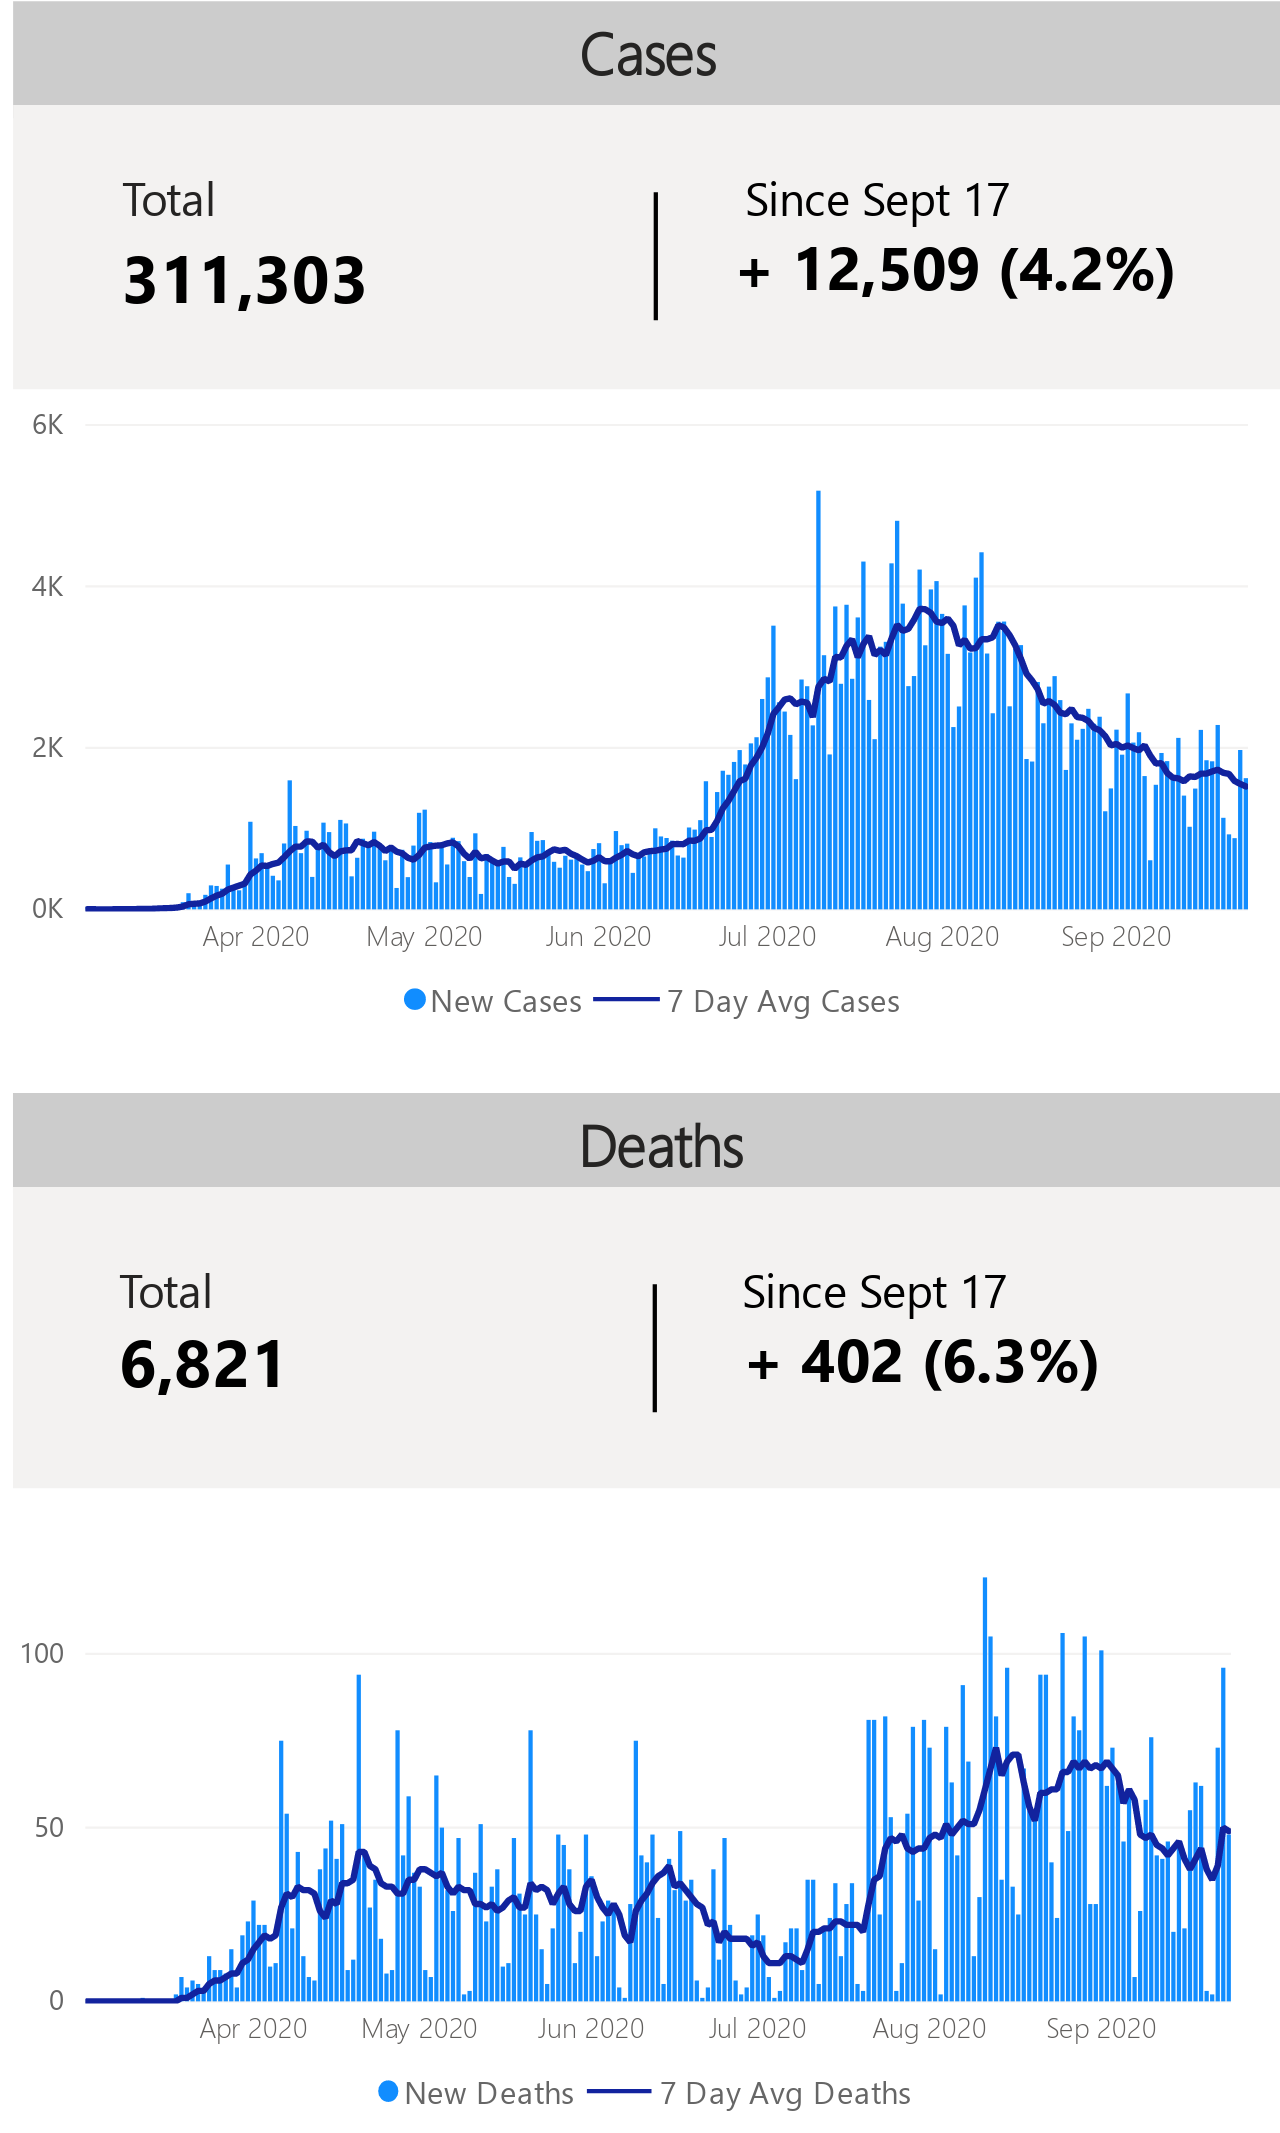 Cases
Total
Since Sept 17
311,303
+ 12,509 (4.2%)
6K
4K
2K
0K
Apr 2020
May 2020
Jun 2020
Jul 2020
Aug 2020
Sep 2020
New Cases
7 Day Avg Cases
Deaths
Total
Since Sept 17
6,821
+ 402 (6.3%)
100
50
0
Apr 2020
May 2020
Jun 2020
Jul 2020
Aug 2020
Sep 2020
New Deaths
7 Day Avg Deaths